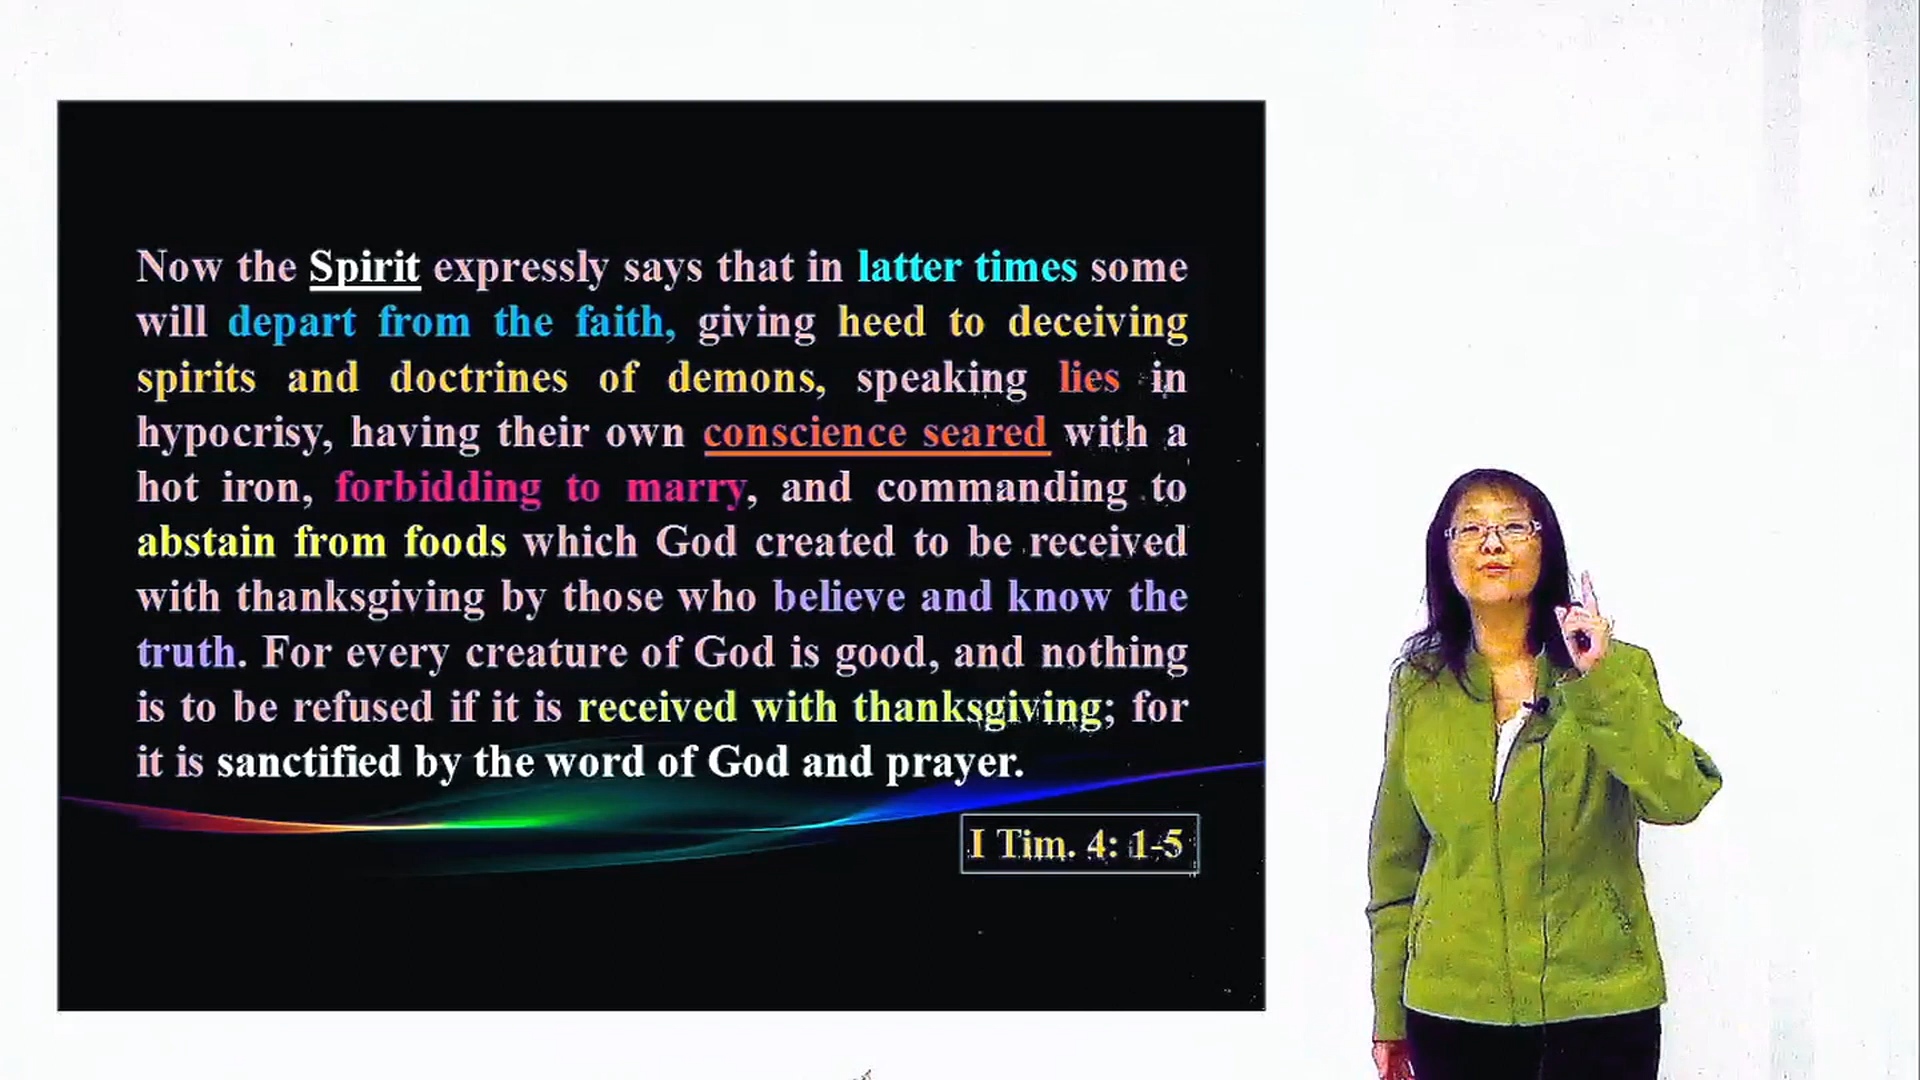 Now the Spirit expressly says that in latter times some
will depart from the faith, giving heed to deceiving
spirits and doctrines of demons, speaking lies in
hypocrisy, having their own conscience seared with a
hot iron, forbidding to marry, and commanding to
abstain from foods which God created to be received
with thanksgiving by those who believe and know the
truth. For every creature of God is good, and nothing
is to be refused if it is received with thanksgiving; for
it is sanctified by the word of God and prayer.
I Tim. 4: 1-5